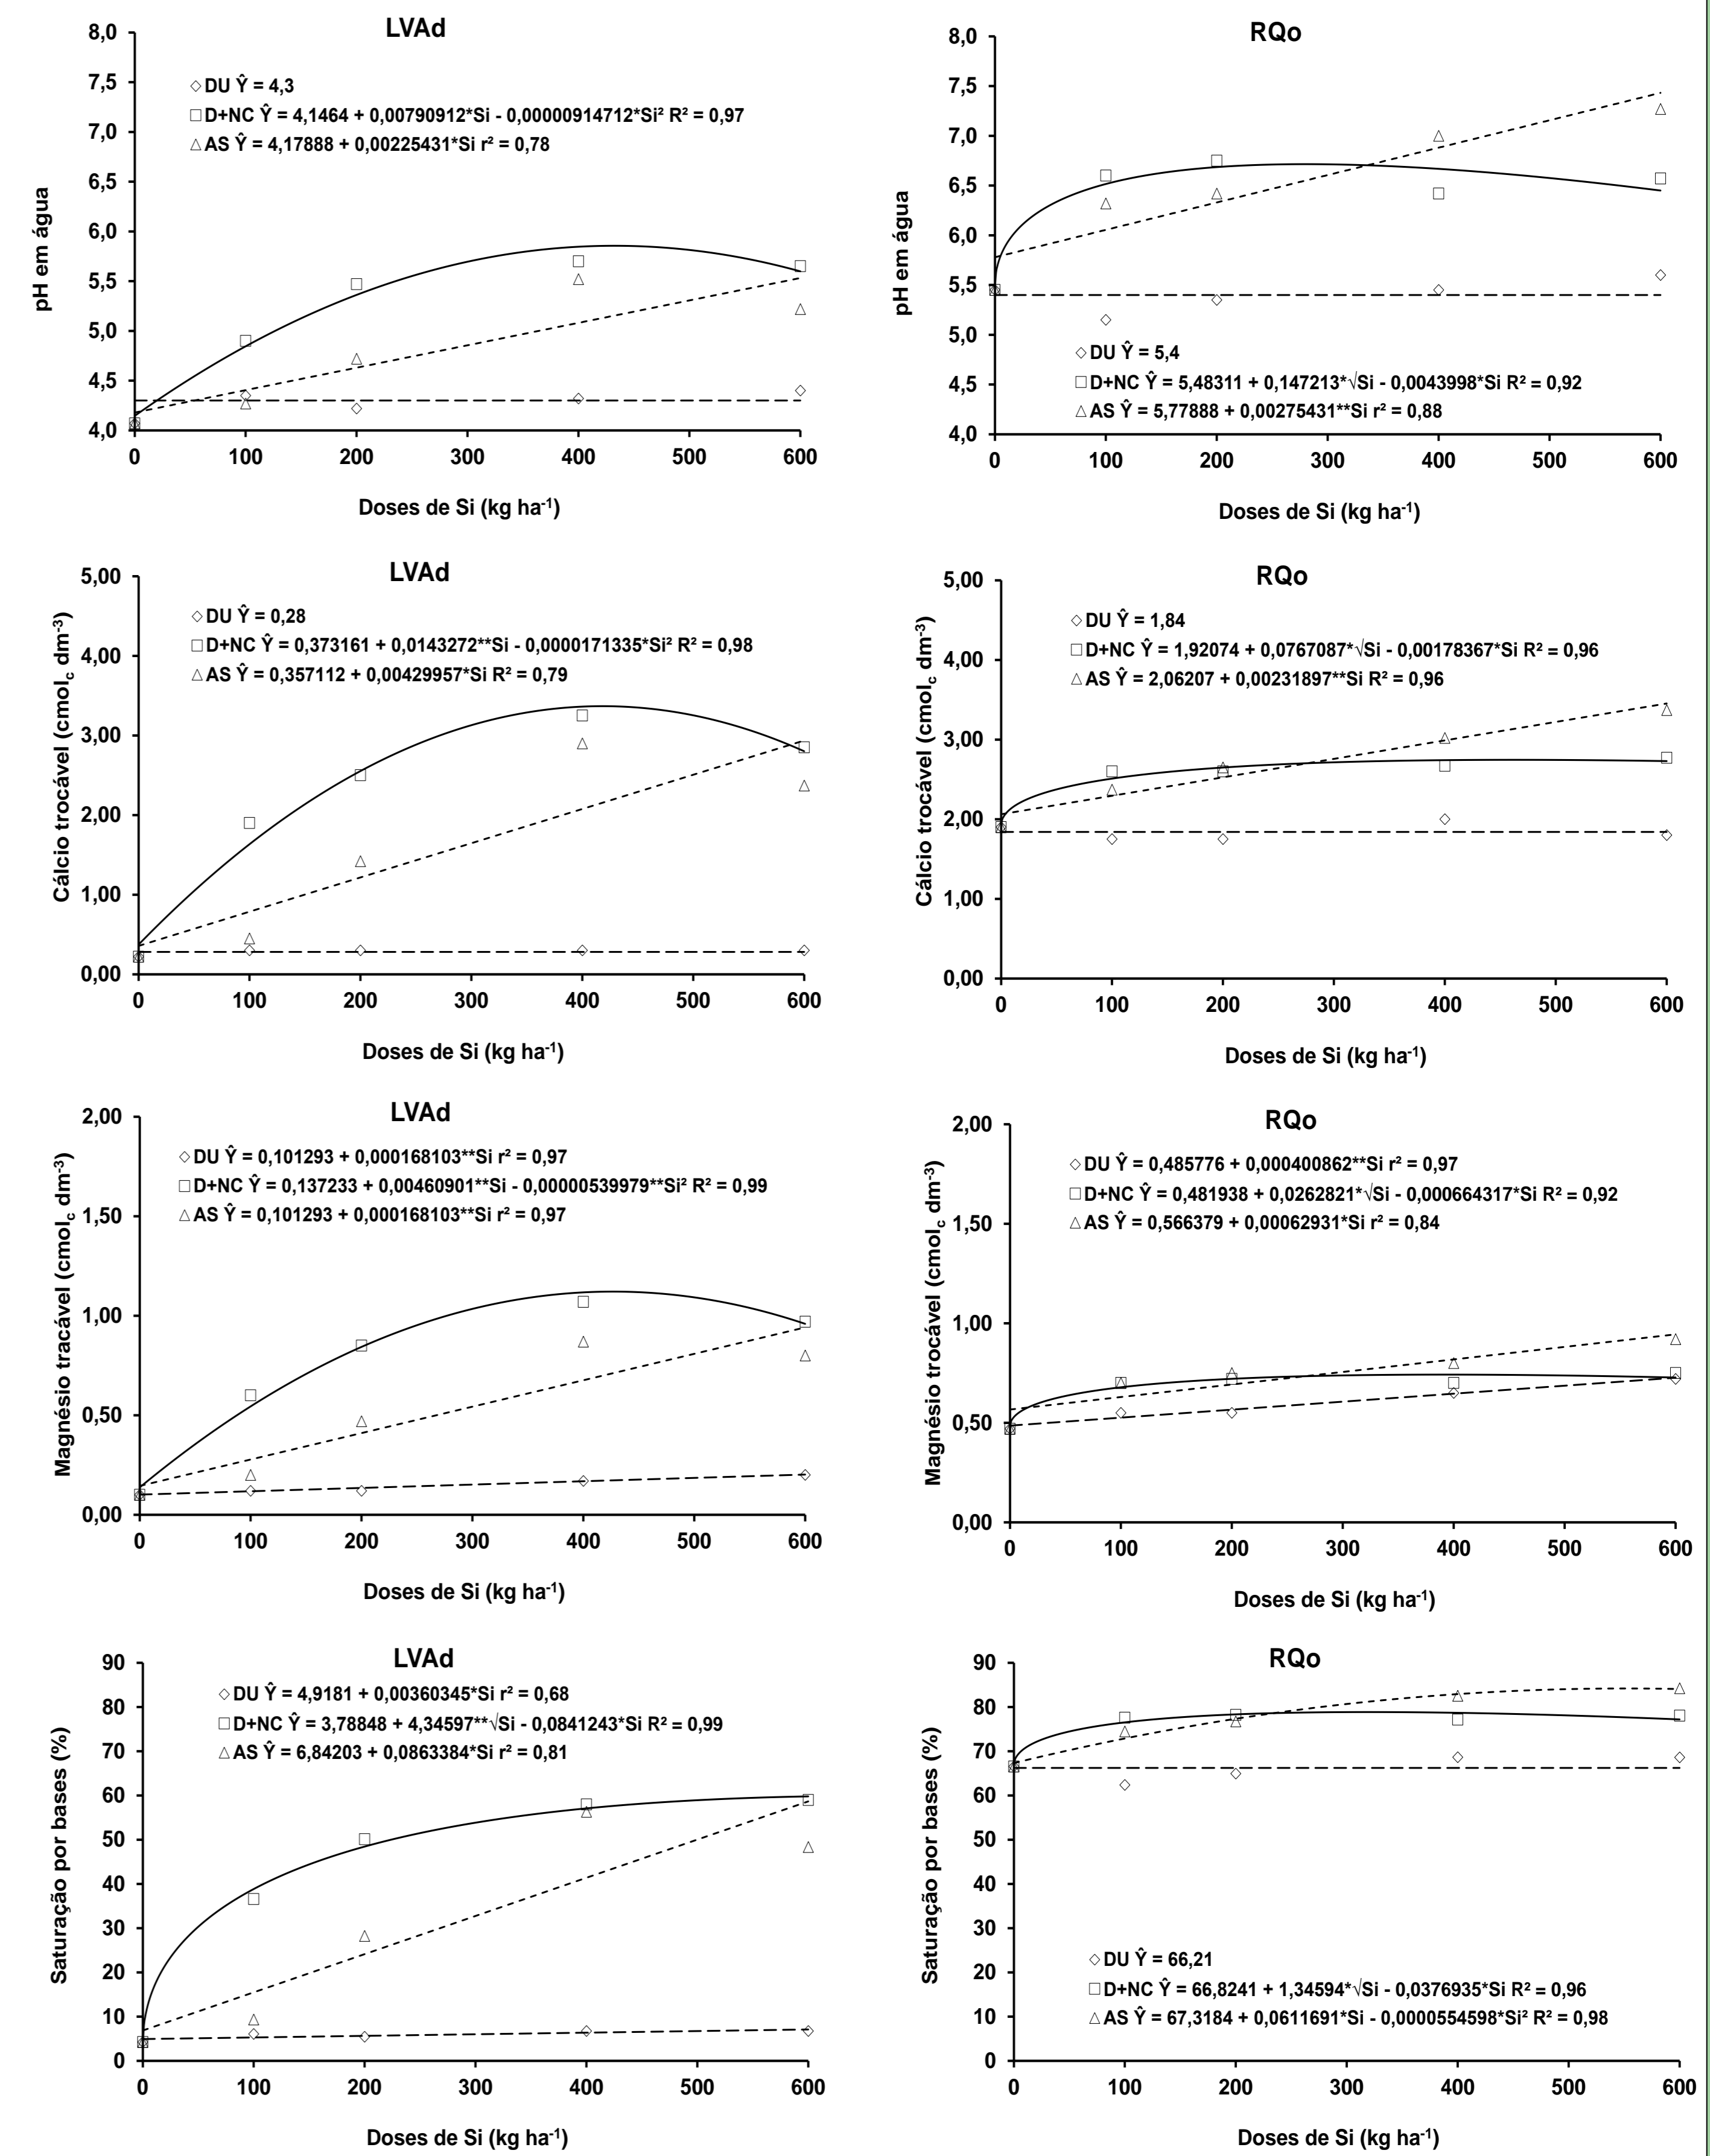 LVAd
8,0
7,5
7,0
6,5
6,0
5,5
5,0
4,5
4,0
pH em água
DU Ŷ = 4,3
D+NC Ŷ = 4,1464 + 0,00790912*Si - 0,00000914712*Si² R² = 0,97
AS Ŷ = 4,17888 + 0,00225431*Si r² = 0,78
0 100 200 300 400 500 600
Doses de Si (kg ha⁻¹)
RQo
8,0
7,5
7,0
6,5
6,0
5,5
5,0
4,5
4,0
pH em água
DU Ŷ = 5,4
D+NC Ŷ = 5,48311 + 0,147213*√Si - 0,0043998*Si R² = 0,92
AS Ŷ = 5,77888 + 0,00275431**Si r² = 0,88
0 100 200 300 400 500 600
Doses de Si (kg ha⁻¹)
LVAd
5,00
4,00
3,00
2,00
1,00
0,00
Cálcio trocável (cmol꜀ dm⁻³)
DU Ŷ = 0,28
D+NC Ŷ = 0,373161 + 0,0143272**Si - 0,0000171335*Si² R² = 0,98
AS Ŷ = 0,357112 + 0,00429957*Si R² = 0,79
0 100 200 300 400 500 600
Doses de Si (kg ha⁻¹)
RQo
5,00
4,00
3,00
2,00
1,00
0,00
Cálcio trocável (cmol꜀ dm⁻³)
DU Ŷ = 1,84
D+NC Ŷ = 1,92074 + 0,0767087*√Si - 0,00178367*Si R² = 0,96
AS Ŷ = 2,06207 + 0,00231897**Si R² = 0,96
0 100 200 300 400 500 600
Doses de Si (kg ha⁻¹)
LVAd
2,00
1,50
1,00
0,50
0,00
Magnésio tracável (cmol꜀ dm⁻³)
DU Ŷ = 0,101293 + 0,000168103**Si r² = 0,97
D+NC Ŷ = 0,137233 + 0,00460901**Si - 0,00000539979**Si² R² = 0,99
AS Ŷ = 0,101293 + 0,000168103**Si r² = 0,97
0 100 200 300 400 500 600
Doses de Si (kg ha⁻¹)
RQo
2,00
1,50
1,00
0,50
0,00
Magnésio trocável (cmol꜀ dm⁻³)
DU Ŷ = 0,485776 + 0,000400862**Si r² = 0,97
D+NC Ŷ = 0,481938 + 0,0262821*√Si - 0,000664317*Si R² = 0,92
AS Ŷ = 0,566379 + 0,00062931*Si r² = 0,84
0 100 200 300 400 500 600
Doses de Si (kg ha⁻¹)
LVAd
90
80
70
60
50
40
30
20
10
0
Saturação por bases (%)
DU Ŷ = 4,9181 + 0,00360345*Si r² = 0,68
D+NC Ŷ = 3,78848 + 4,34597**√Si - 0,0841243*Si R² = 0,99
AS Ŷ = 6,84203 + 0,0863384*Si r² = 0,81
0 100 200 300 400 500 600
Doses de Si (kg ha⁻¹)
RQo
90
80
70
60
50
40
30
20
10
0
Saturação por bases (%)
DU Ŷ = 66,21
D+NC Ŷ = 66,8241 + 1,34594*√Si - 0,0376935*Si R² = 0,96
AS Ŷ = 67,3184 + 0,0611691*Si - 0,0000554598*Si² R² = 0,98
0 100 200 300 400 500 600
Doses de Si (kg ha⁻¹)